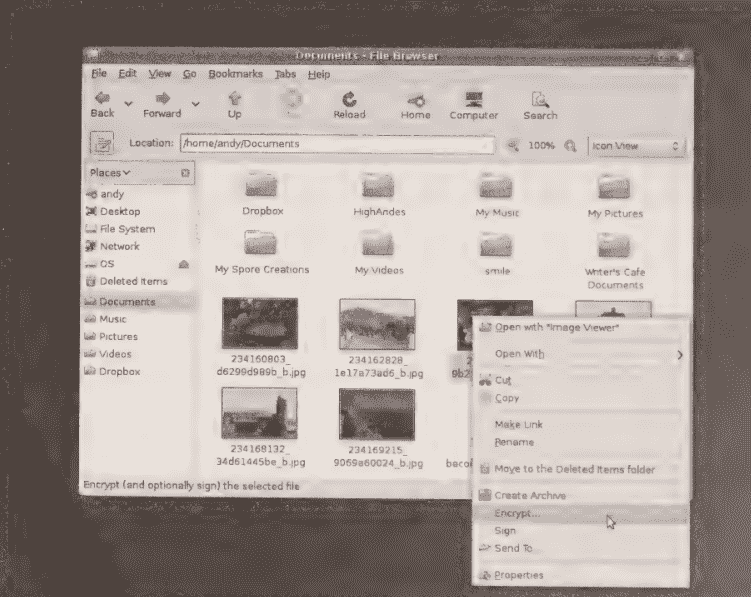 Documents - File Browser
File Edit View Go Bookmarks Tabs Help
Back Forward Up Reload Home Computer Search
Location: /home/andy/Documents 100% Icon View
Places
andy
Desktop
File System
Network
OS
Deleted Items
Documents
Music
Pictures
Videos
Dropbox
Dropbox HighAndes My Music My Pictures
My Spore Creations My Videos smile Writer's Cafe
Documents
234160803_
d6299d989b_b.jpg
234162828_
1e17a73ad6_b.jpg
234168132_
34d61445be_b.jpg
234169215_
9069a60024_b.jpg
Open with "Image Viewer"
Open With
Cut
Copy
Make Link
Rename
Move to the Deleted Items folder
Create Archive
Encrypt...
Sign
Send To
Properties
Encrypt (and optionally sign) the selected file